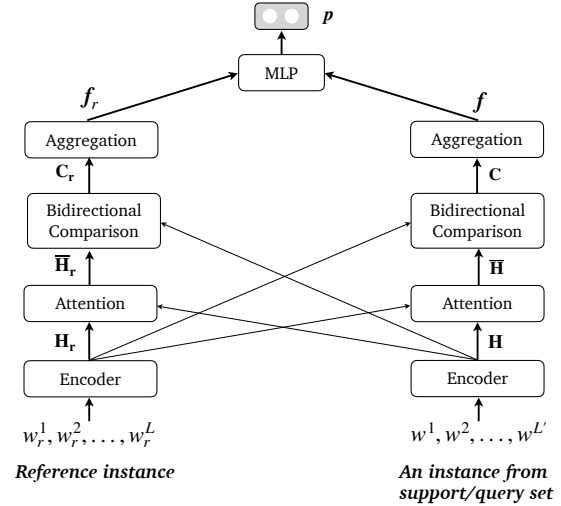 p
MLP
f_r
f
Aggregation
Aggregation
C_r
C
Bidirectional
Comparison
Bidirectional
Comparison
H̅_r
H̅
Attention
Attention
H_r
H
Encoder
Encoder
w_r^1, w_r^2, . . . , w_r^L
w^1, w^2, . . . , w^{L′}
Reference instance
An instance from
support/query set